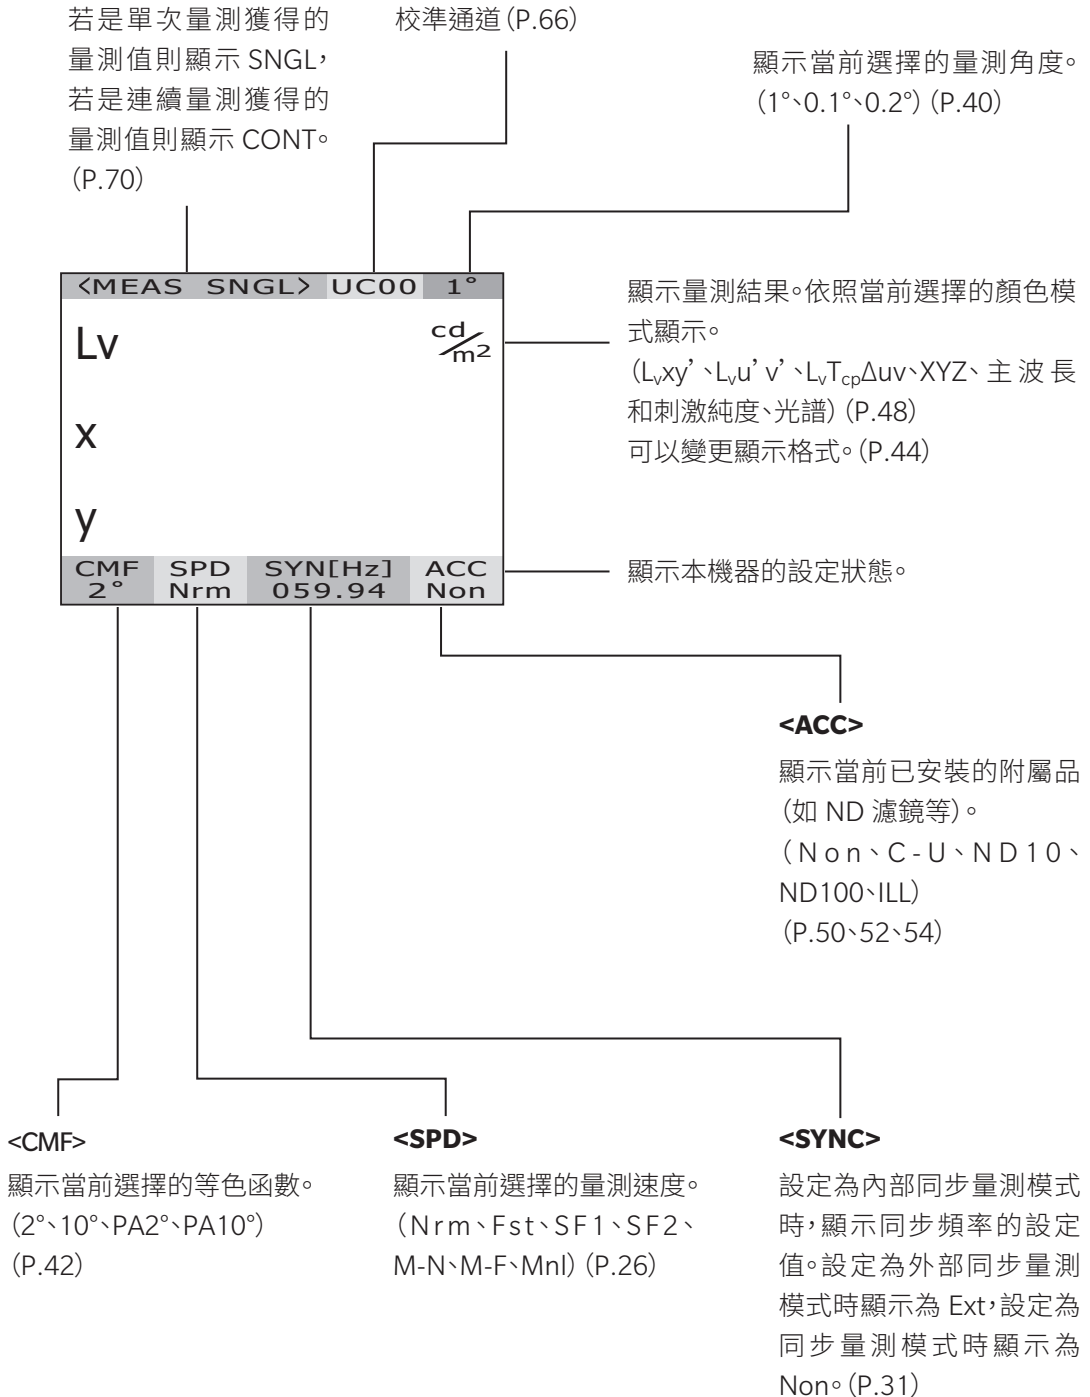 若是單次量測獲得的
量測值則顯示 SNGL，
若是連續量測獲得的
量測值則顯示 CONT。
（P.70）
校準通道（P.66）
顯示當前選擇的量測角度。
（1°、0.1°、0.2°）（P.40）
<MEAS SNGL> UC00 1°
Lv cd/m2
x
y
CMF SPD SYN[Hz] ACC
2° Nrm 059.94 Non
顯示量測結果。依照當前選擇的顏色模
式顯示。
（Lvxy’、Lvu’v’、LvTcpΔuv、XYZ、主波長
和刺激純度、光譜）（P.48）
可以變更顯示格式。（P.44）
顯示本機器的設定狀態。
<ACC>
顯示當前已安裝的附屬品
（如 ND 濾鏡等）。
（Non、C-U、ND10、
ND100、ILL）
（P.50、52、54）
<CMF>
顯示當前選擇的等色函數。
（2°、10°、PA2°、PA10°）
（P.42）
<SPD>
顯示當前選擇的量測速度。
（Nrm、Fst、SF1、SF2、
M-N、M-F、Mnl）（P.26）
<SYNC>
設定為內部同步量測模式
時，顯示同步頻率的設定
值。設定為外部同步量測
模式時顯示為 Ext，設定為
同步量測模式時顯示為
Non。（P.31）